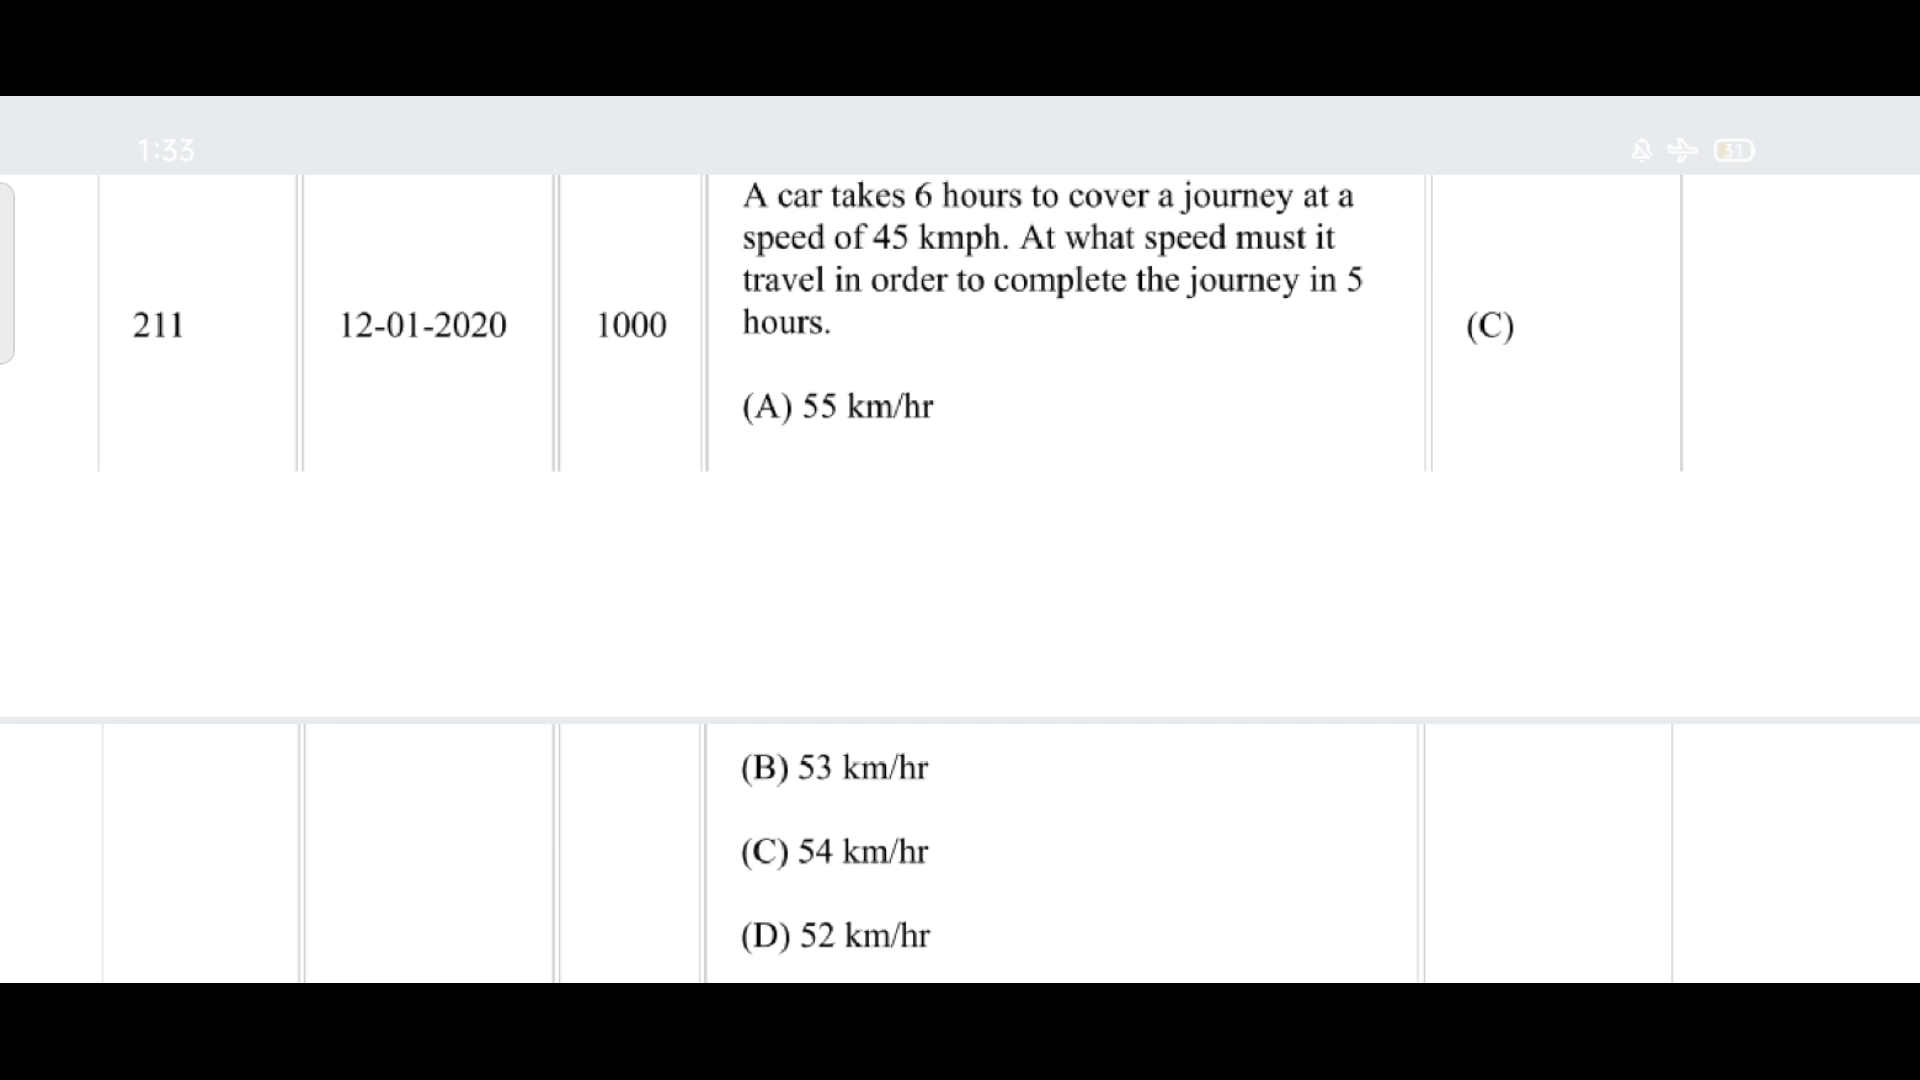 1:33
31
A car takes 6 hours to cover a journey at a
speed of 45 kmph. At what speed must it
travel in order to complete the journey in 5
hours.
211
12-01-2020
1000
(C)
(A) 55 km/hr
(B) 53 km/hr
(C) 54 km/hr
(D) 52 km/hr